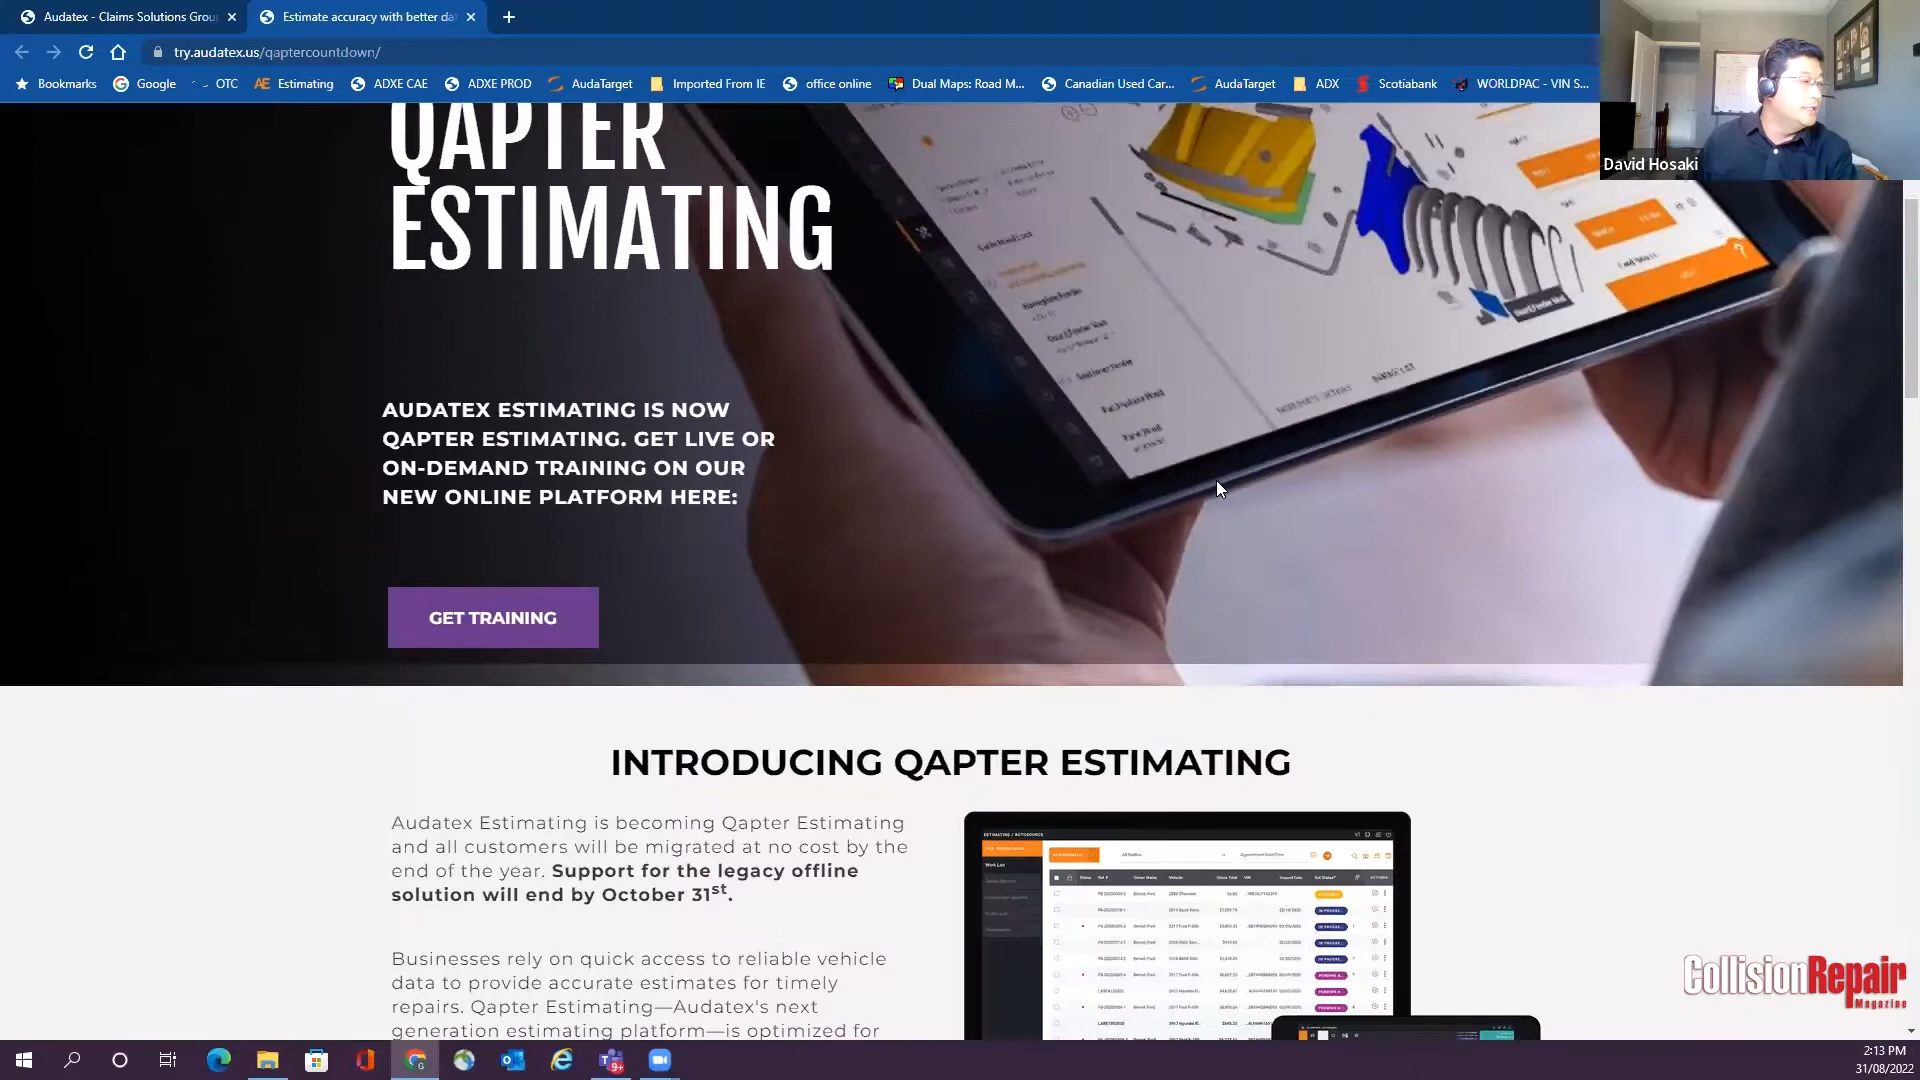 Audatex - Claims Solutions Grou
Estimate accuracy with better da
try.audatex.us/qaptercountdown/
Bookmarks
Google
OTC
AE Estimating
ADXE CAE
ADXE PROD
AudaTarget
Imported From IE
office online
Dual Maps: Road M...
Canadian Used Car...
AudaTarget
ADX
Scotiabank
WORLDPAC - VIN S...
David Hosaki
QAPTER
ESTIMATING
AUDATEX ESTIMATING IS NOW
QAPTER ESTIMATING. GET LIVE OR
ON-DEMAND TRAINING ON OUR
NEW ONLINE PLATFORM HERE:
GET TRAINING
INTRODUCING QAPTER ESTIMATING
Audatex Estimating is becoming Qapter Estimating
and all customers will be migrated at no cost by the
end of the year. Support for the legacy offline
solution will end by October 31st.
Businesses rely on quick access to reliable vehicle
data to provide accurate estimates for timely
repairs. Qapter Estimating—Audatex's next
generation estimating platform—is optimized for
ESTIMATING / AUTOSOURCE
Work List
CollisionRepair
Magazine
9+
2:13 PM
31/08/2022